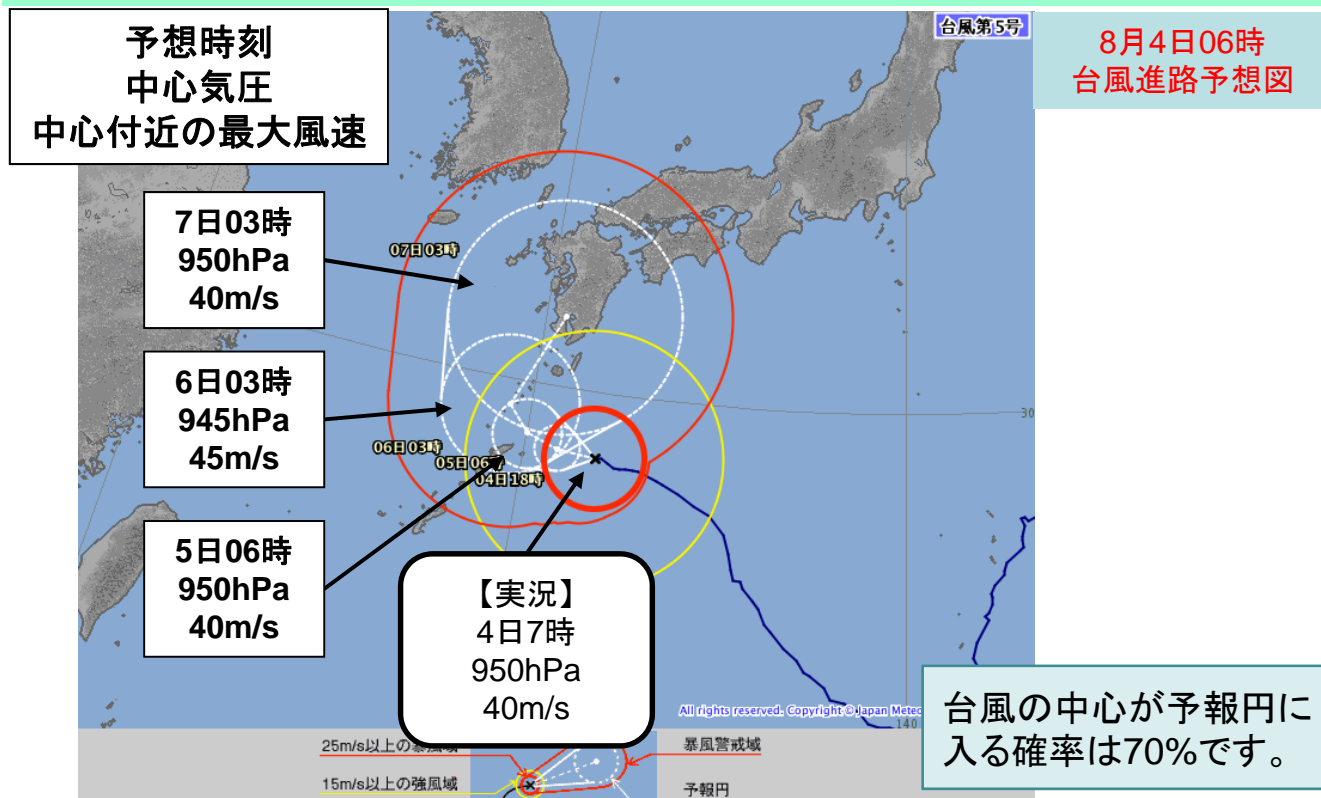 予想時刻
中心気圧
中心付近の最大風速
台風第5号
8月4日06時
台風進路予想図
7日03時
950hPa
40m/s
07日03時
6日03時
945hPa
45m/s
30
06日03時
05日06
04日18時
5日06時
950hPa
40m/s
【実況】
4日7時
950hPa
40m/s
All rights reserved. Copyright © Japan Meteo
140
台風の中心が予報円に
入る確率は70%です。
25m/s以上の暴風域
暴風警戒域
15m/s以上の強風域
予報円